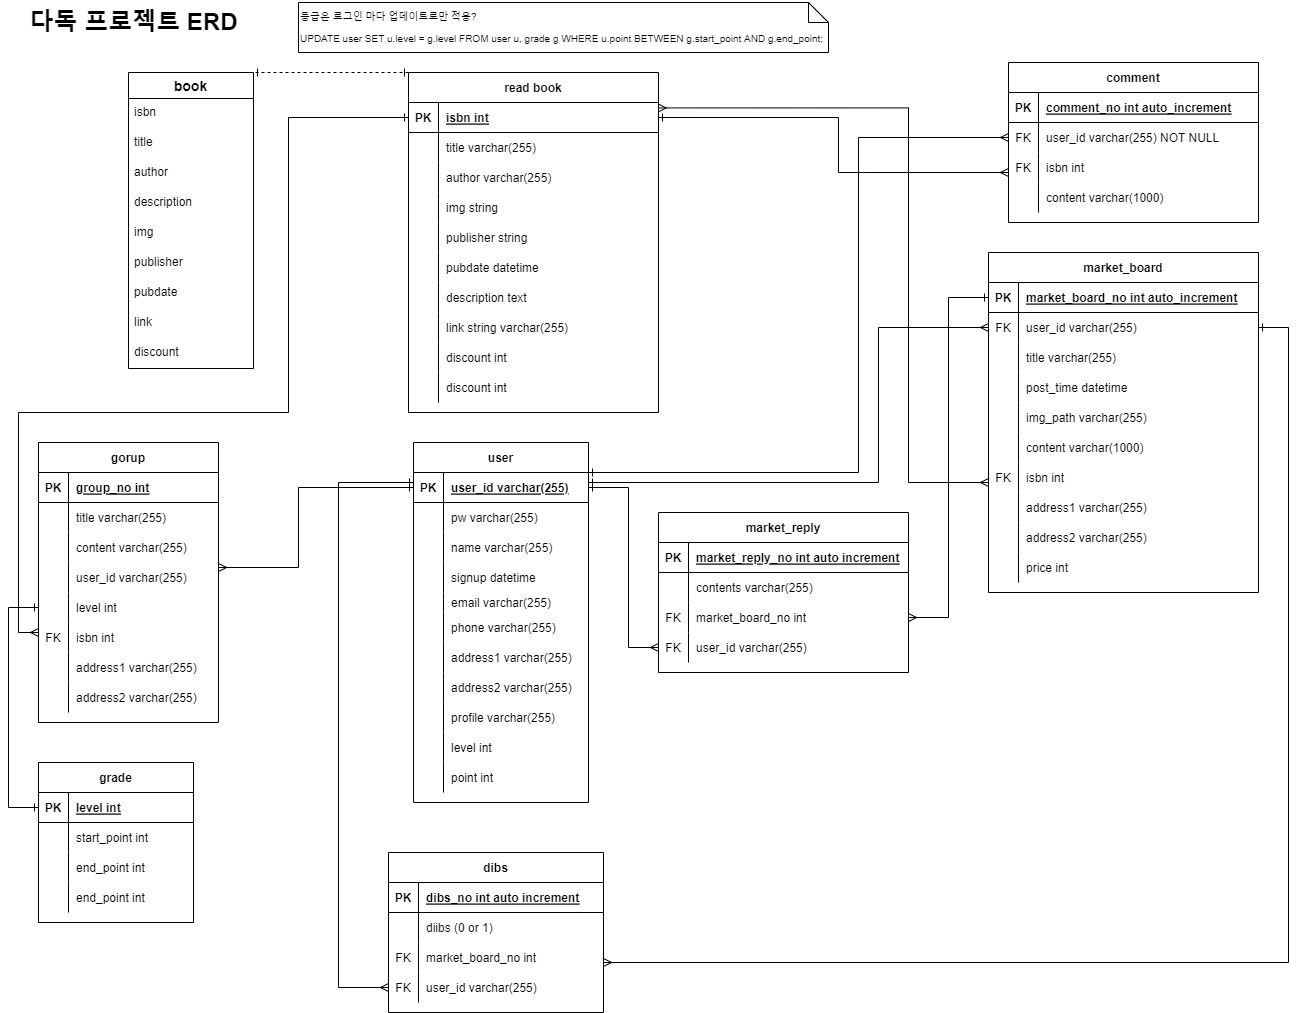 다독 프로젝트 ERD
등급은 로그인 마다 업데이트로만 적용?
UPDATE user SET u.level = g.level FROM user u, grade g WHERE u.point BETWEEN g.start_point AND g.end_point;
book
isbn
title
author
description
img
publisher
pubdate
link
discount
read book
PK isbn int
title varchar(255)
author varchar(255)
img string
publisher string
pubdate datetime
description text
link string varchar(255)
discount int
discount int
comment
PK comment_no int auto_increment
FK user_id varchar(255) NOT NULL
FK isbn int
content varchar(1000)
market_board
PK market_board_no int auto_increment
FK user_id varchar(255)
title varchar(255)
post_time datetime
img_path varchar(255)
content varchar(1000)
FK isbn int
address1 varchar(255)
address2 varchar(255)
price int
gorup
PK group_no int
title varchar(255)
content varchar(255)
user_id varchar(255)
level int
FK isbn int
address1 varchar(255)
address2 varchar(255)
user
PK user_id varchar(255)
pw varchar(255)
name varchar(255)
signup datetime
email varchar(255)
phone varchar(255)
address1 varchar(255)
address2 varchar(255)
profile varchar(255)
level int
point int
market_reply
PK market_reply_no int auto increment
contents varchar(255)
FK market_board_no int
FK user_id varchar(255)
grade
PK level int
start_point int
end_point int
end_point int
dibs
PK dibs_no int auto increment
diibs (0 or 1)
FK market_board_no int
FK user_id varchar(255)